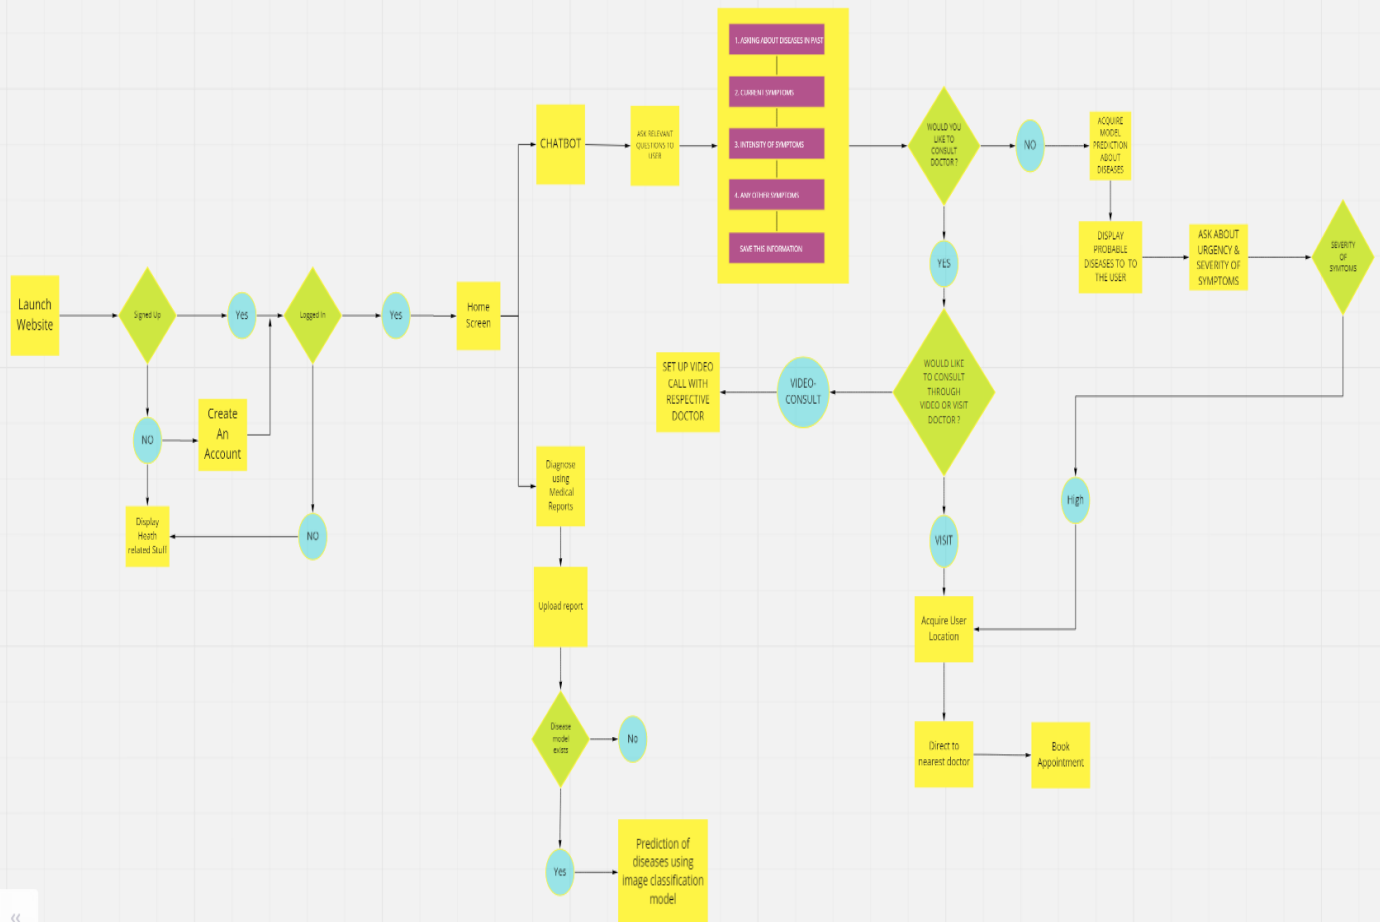 Launch
Website
Signed Up
Yes
Logged In
Yes
Home
Screen
NO
Create
An
Account
Display
Heath
related Stuff
NO
CHATBOT
ASK RELEVANT
QUESTIONS TO
USER
1. ASKING ABOUT DISEASES IN PAST
2. CURRENT SYMPTOMS
3. INTENSITY OF SYMPTOMS
4. ANY OTHER SYMPTOMS
SAVE THIS INFORMATION
WOULD YOU
LIKE TO
CONSULT
DOCTOR ?
NO
ACQUIRE
MODEL
PREDICTION
ABOUT
DISEASES
DISPLAY
PROBABLE
DISEASES TO TO
THE USER
ASK ABOUT
URGENCY &
SEVERITY OF
SYMPTOMS
SEVERITY
OF
SYMTOMS
YES
WOULD LIKE
TO CONSULT
THROUGH
VIDEO OR VISIT
DOCTOR ?
VIDEO-
CONSULT
SET UP VIDEO
CALL WITH
RESPECTIVE
DOCTOR
High
VISIT
Acquire User
Location
Direct to
nearest doctor
Book
Appointment
Diagnose
using
Medical
Reports
Upload report
Disease
model
exists
No
Yes
Prediction of
diseases using
image classification
model